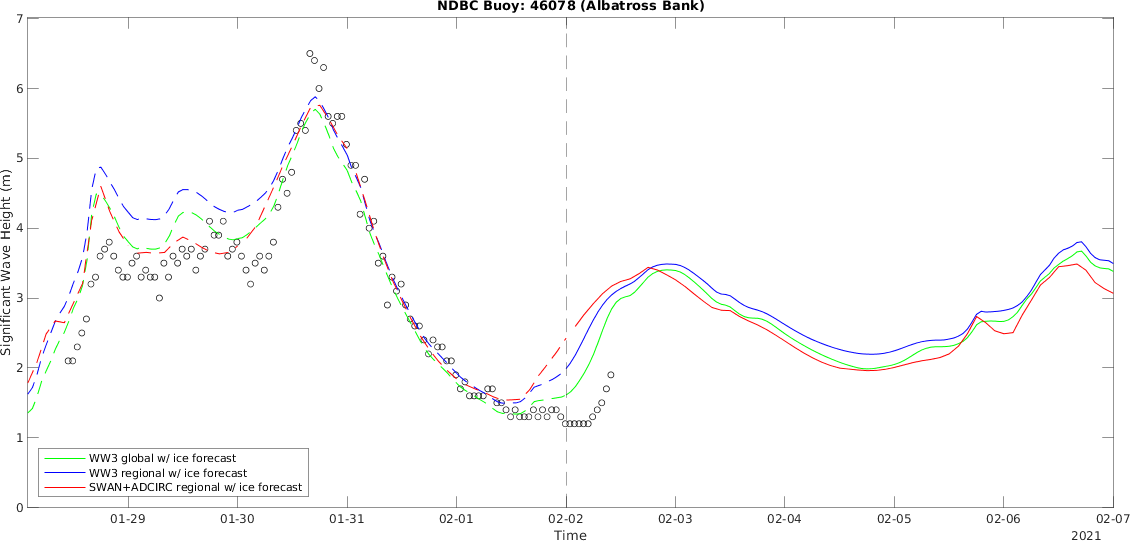 NDBC Buoy: 46078 (Albatross Bank)
7
6
5
4
3
2
1
0
Significant Wave Height (m)
WW3 global w/ ice forecast
WW3 regional w/ ice forecast
SWAN+ADCIRC regional w/ ice forecast
01-29 01-30 01-31 02-01 02-02 02-03 02-04 02-05 02-06 02-07
Time
2021